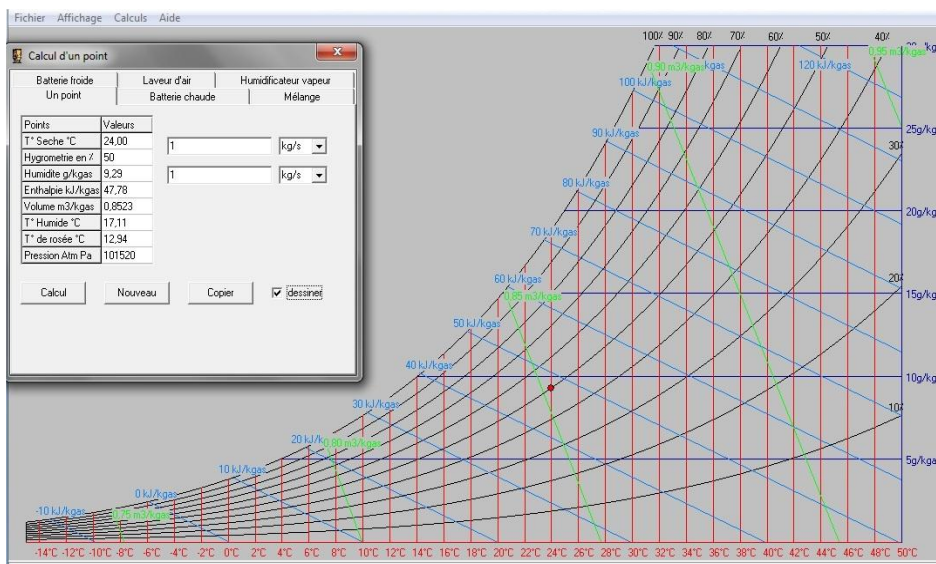 Fichier Affichage Calculs Aide
Calcul d'un point
Batterie froide Laveur d'air Humidificateur vapeur
Un point Batterie chaude Mélange
Points Valeurs
T° Seche °C 24,00
Hygrometrie en % 50
Humidite g/kgas 9,29
Enthalpie kJ/kgas 47,78
Volume m3/kgas 0,8523
T° Humide °C 17,11
T° de rosée °C 12,94
Pression Atm Pa 101520
1 kg/s
1 kg/s
Calcul Nouveau Copier dessiner
100% 90% 80% 70% 60% 50% 40%
0,90 m3/kgas 0,95 m3/kgas
120 kJ/kgas
100 kJ/kgas
25g/kg
90 kJ/kgas
30%
80 kJ/kgas
20g/kg
70 kJ/kgas
60 kJ/kgas
20%
0,85 m3/kgas
15g/kg
50 kJ/kgas
40 kJ/kgas
10g/kg
30 kJ/kgas
10%
20 kJ/k
0,80 m3/kgas
5g/kga
10 kJ/kgas
0 kJ/kgas
-10 kJ/kgas
0,75 m3/kgas
-14°C -12°C -10°C -8°C -6°C -4°C -2°C 0°C 2°C 4°C 6°C 8°C 10°C 12°C 14°C 16°C 18°C 20°C 22°C 24°C 26°C 28°C 30°C 32°C 34°C 36°C 38°C 40°C 42°C 44°C 46°C 48°C 50°C